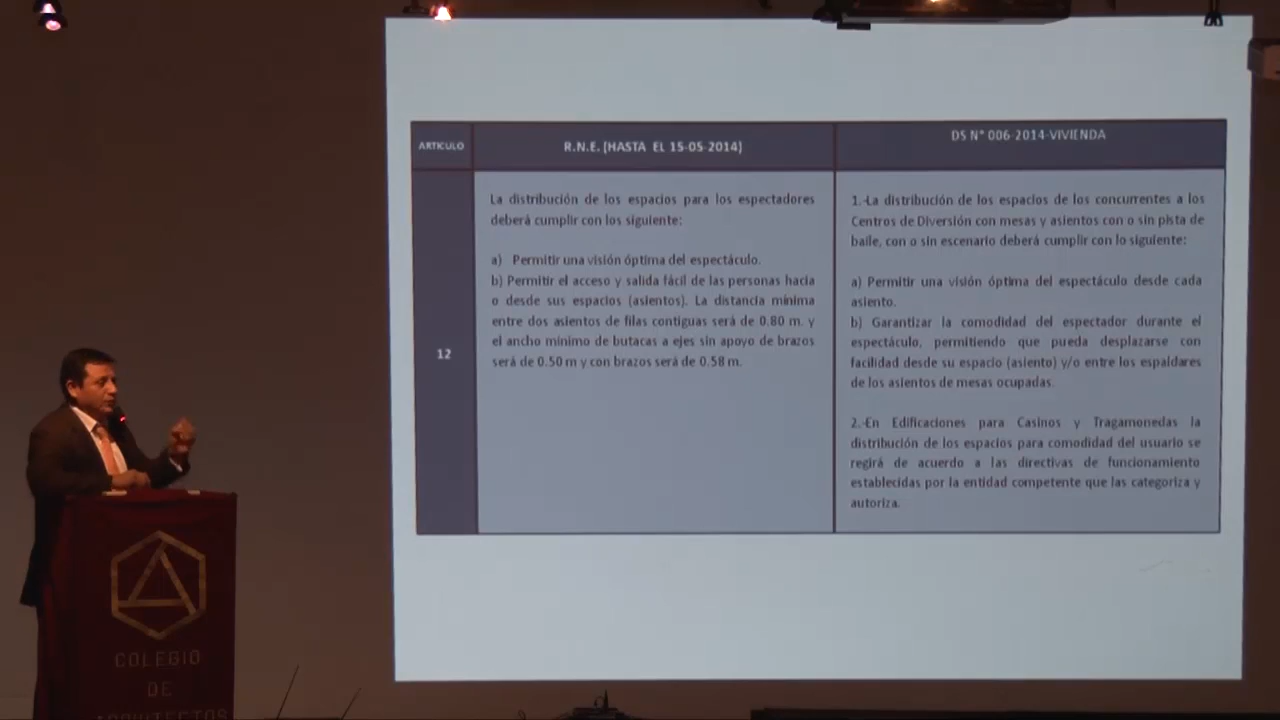 ARTICULO
R.N.E. [HASTA EL 15-05-2014]
DS N° 006-2014-VIVIENDA
12
La distribución de los espacios para los espectadores
deberá cumplir con los siguiente:
a) Permitir una visión óptima del espectáculo.
b) Permitir el acceso y salida fácil de las personas hacia
o desde sus espacios (asientos). La distancia mínima
entre dos asientos de filas contiguas será de 0.80 m. y
el ancho mínimo de butacas a ejes sin apoyo de brazos
será de 0.50 m y con brazos será de 0.58 m.
1.-La distribución de los espacios de los concurrentes a los
Centros de Diversión con mesas y asientos con o sin pista de
baile, con o sin escenario deberá cumplir con lo siguiente:
a) Permitir una visión óptima del espectáculo desde cada
asiento.
b) Garantizar la comodidad del espectador durante el
espectáculo, permitiendo que pueda desplazarse con
facilidad desde su espacio (asiento) y/o entre los espaldares
de los asientos de mesas ocupadas.
2.-En Edificaciones para Casinos y Tragamonedas la
distribución de los espacios para comodidad del usuario se
regirá de acuerdo a las directivas de funcionamiento
establecidas por la entidad competente que las categoriza y
autoriza.
COLEGIO
DE
ARQUITECTOS